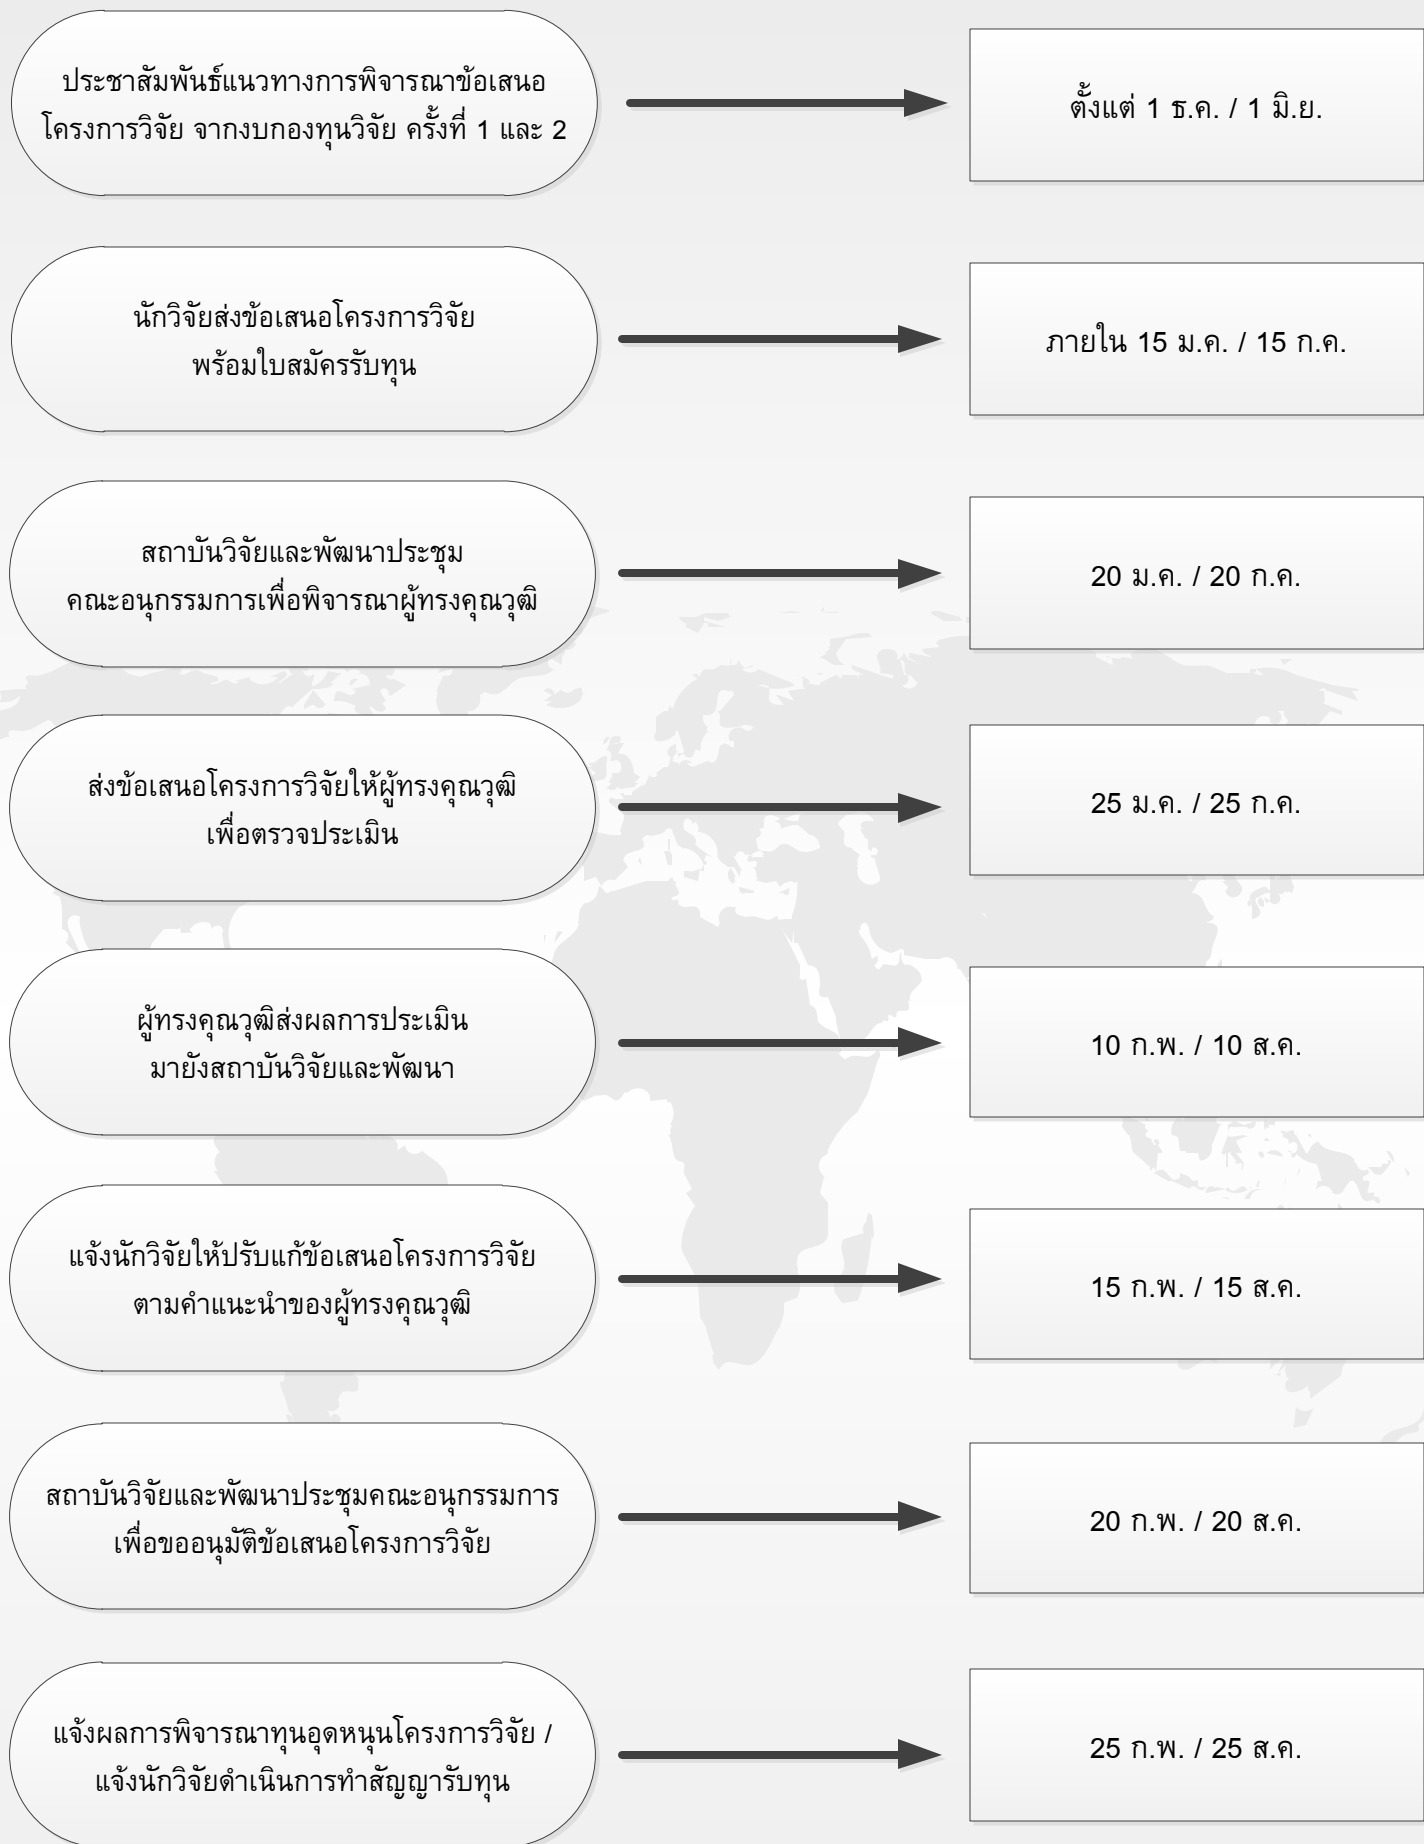 ประชาสัมพันธ์แนวทางการพิจารณาข้อเสนอ
โครงการวิจัย จากงบกองทุนวิจัย ครั้งที่ 1 และ 2
ตั้งแต่ 1 ธ.ค. / 1 มิ.ย.
นักวิจัยส่งข้อเสนอโครงการวิจัย
พร้อมใบสมัครรับทุน
ภายใน 15 ม.ค. / 15 ก.ค.
สถาบันวิจัยและพัฒนาประชุม
คณะอนุกรรมการเพื่อพิจารณาผู้ทรงคุณวุฒิ
20 ม.ค. / 20 ก.ค.
ส่งข้อเสนอโครงการวิจัยให้ผู้ทรงคุณวุฒิ
เพื่อตรวจประเมิน
25 ม.ค. / 25 ก.ค.
ผู้ทรงคุณวุฒิส่งผลการประเมิน
มายังสถาบันวิจัยและพัฒนา
10 ก.พ. / 10 ส.ค.
แจ้งนักวิจัยให้ปรับแก้ข้อเสนอโครงการวิจัย
ตามคำแนะนำของผู้ทรงคุณวุฒิ
15 ก.พ. / 15 ส.ค.
สถาบันวิจัยและพัฒนาประชุมคณะอนุกรรมการ
เพื่อขออนุมัติข้อเสนอโครงการวิจัย
20 ก.พ. / 20 ส.ค.
แจ้งผลการพิจารณาทุนอุดหนุนโครงการวิจัย /
แจ้งนักวิจัยดำเนินการทำสัญญารับทุน
25 ก.พ. / 25 ส.ค.